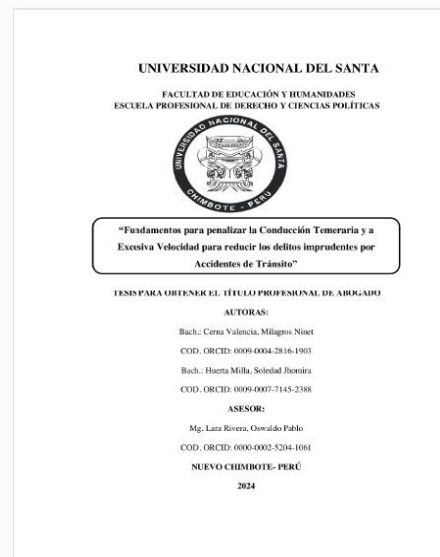 UNIVERSIDAD NACIONAL DEL SANTA
FACULTAD DE EDUCACIÓN Y HUMANIDADES
ESCUELA PROFESIONAL DE DERECHO Y CIENCIAS POLÍTICAS
UNIVERSIDAD NACIONAL DEL SANTA
CHIMBOTE - PERÚ
“Fundamentos para penalizar la Conducción Temeraria y a
Excesiva Velocidad para reducir los delitos imprudentes por
Accidentes de Tránsito”
TESIS PARA OBTENER EL TÍTULO PROFESIONAL DE ABOGADO
AUTORAS:
Bach.: Cerna Valencia, Milagros Ninet
COD. ORCID: 0009-0004-2816-1903
Bach.: Huerta Milla, Soledad Jhomira
COD. ORCID: 0009-0007-7145-2388
ASESOR:
Mg. Lara Rivera, Oswaldo Pablo
COD. ORCID: 0000-0002-5204-1061
NUEVO CHIMBOTE- PERÚ
2024